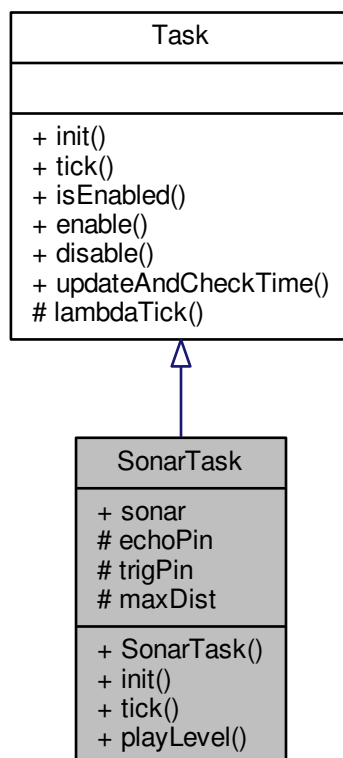 Task
+ init()
+ tick()
+ isEnabled()
+ enable()
+ disable()
+ updateAndCheckTime()
# lambdaTick()
SonarTask
+ sonar
# echoPin
# trigPin
# maxDist
+ SonarTask()
+ init()
+ tick()
+ playLevel()